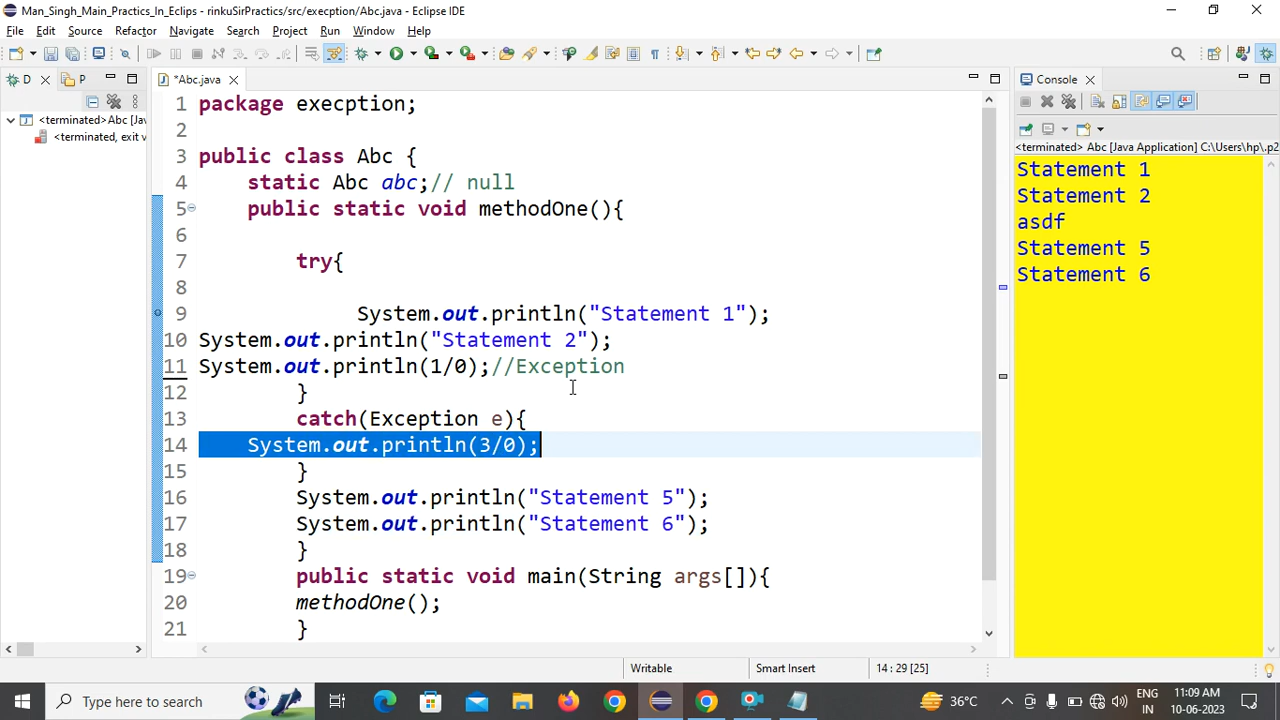 Man_Singh_Main_Practics_In_Eclips - rinkuSirPractics/src/execption/Abc.java - Eclipse IDE
File Edit Source Refactor Navigate Search Project Run Window Help
D P *Abc.java Console
<terminated>Abc [Ja
<terminated, exit v
<terminated> Abc [Java Application] C:\Users\hp\.p2
1 package execption;
2
3 public class Abc {
4 static Abc abc;// null
5 public static void methodOne(){
6
7 try{
8
9 System.out.println("Statement 1");
10 System.out.println("Statement 2");
11 System.out.println(1/0);//Exception
12 }
13 catch(Exception e){
14 System.out.println(3/0);
15 }
16 System.out.println("Statement 5");
17 System.out.println("Statement 6");
18 }
19 public static void main(String args[]){
20 methodOne();
21 }
Statement 1
Statement 2
asdf
Statement 5
Statement 6
Writable Smart Insert 14 : 29 [25]
Type here to search 36°C ENG IN 11:09 AM 10-06-2023